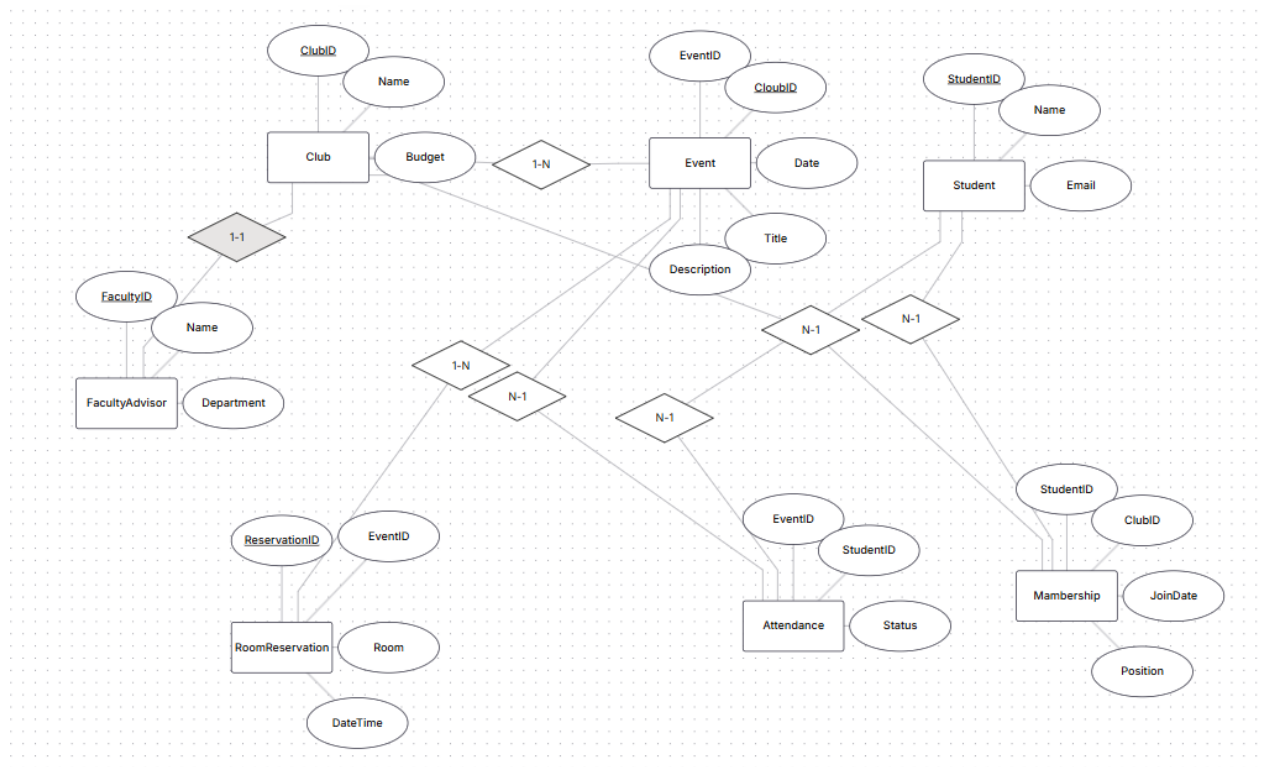 ClubID
Name
Club
Budget
1-N
EventID
CloubID
Event
Date
Title
Description
StudentID
Name
Student
Email
1-1
FacultyID
Name
FacultyAdvisor
Department
1-N
N-1
N-1
N-1
N-1
ReservationID
EventID
RoomReservation
Room
DateTime
EventID
StudentID
Attendance
Status
StudentID
ClubID
Mambership
JoinDate
Position